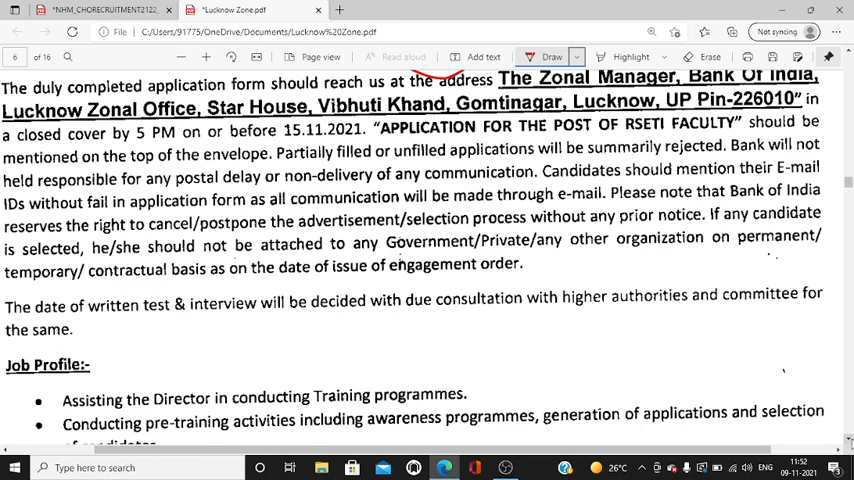 *NHM_CHORECRUITMENT2122_
*Lucknow Zone.pdf
File
C:/Users/91775/OneDrive/Documents/Lucknow%20Zone.pdf
Not syncing
6 of 16
Page view
Read aloud
Add text
Draw
Highlight
Erase
The duly completed application form should reach us at the address The Zonal Manager, Bank Of India,
Lucknow Zonal Office, Star House, Vibhuti Khand, Gomtinagar, Lucknow, UP Pin-226010” in
a closed cover by 5 PM on or before 15.11.2021. “APPLICATION FOR THE POST OF RSETI FACULTY” should be
mentioned on the top of the envelope. Partially filled or unfilled applications will be summarily rejected. Bank will not
held responsible for any postal delay or non-delivery of any communication. Candidates should mention their E-mail
IDs without fail in application form as all communication will be made through e-mail. Please note that Bank of India
reserves the right to cancel/postpone the advertisement/selection process without any prior notice. If any candidate
is selected, he/she should not be attached to any Government/Private/any other organization on permanent/
temporary/ contractual basis as on the date of issue of engagement order.
The date of written test & interview will be decided with due consultation with higher authorities and committee for
the same.
Job Profile:-
• Assisting the Director in conducting Training programmes.
• Conducting pre-training activities including awareness programmes, generation of applications and selection
of candidates
Type here to search
26°C
ENG
11:52
09-11-2021
3